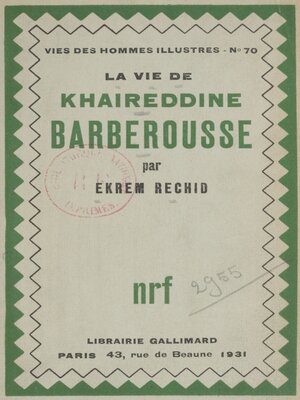 VIES DES HOMMES ILLUSTRES - Nº 70
LA VIE DE
KHAIREDDINE
BARBEROUSSE
par
EKREM RECHID
nrf
2955
LIBRAIRIE GALLIMARD
PARIS 43, rue de Beaune 1931